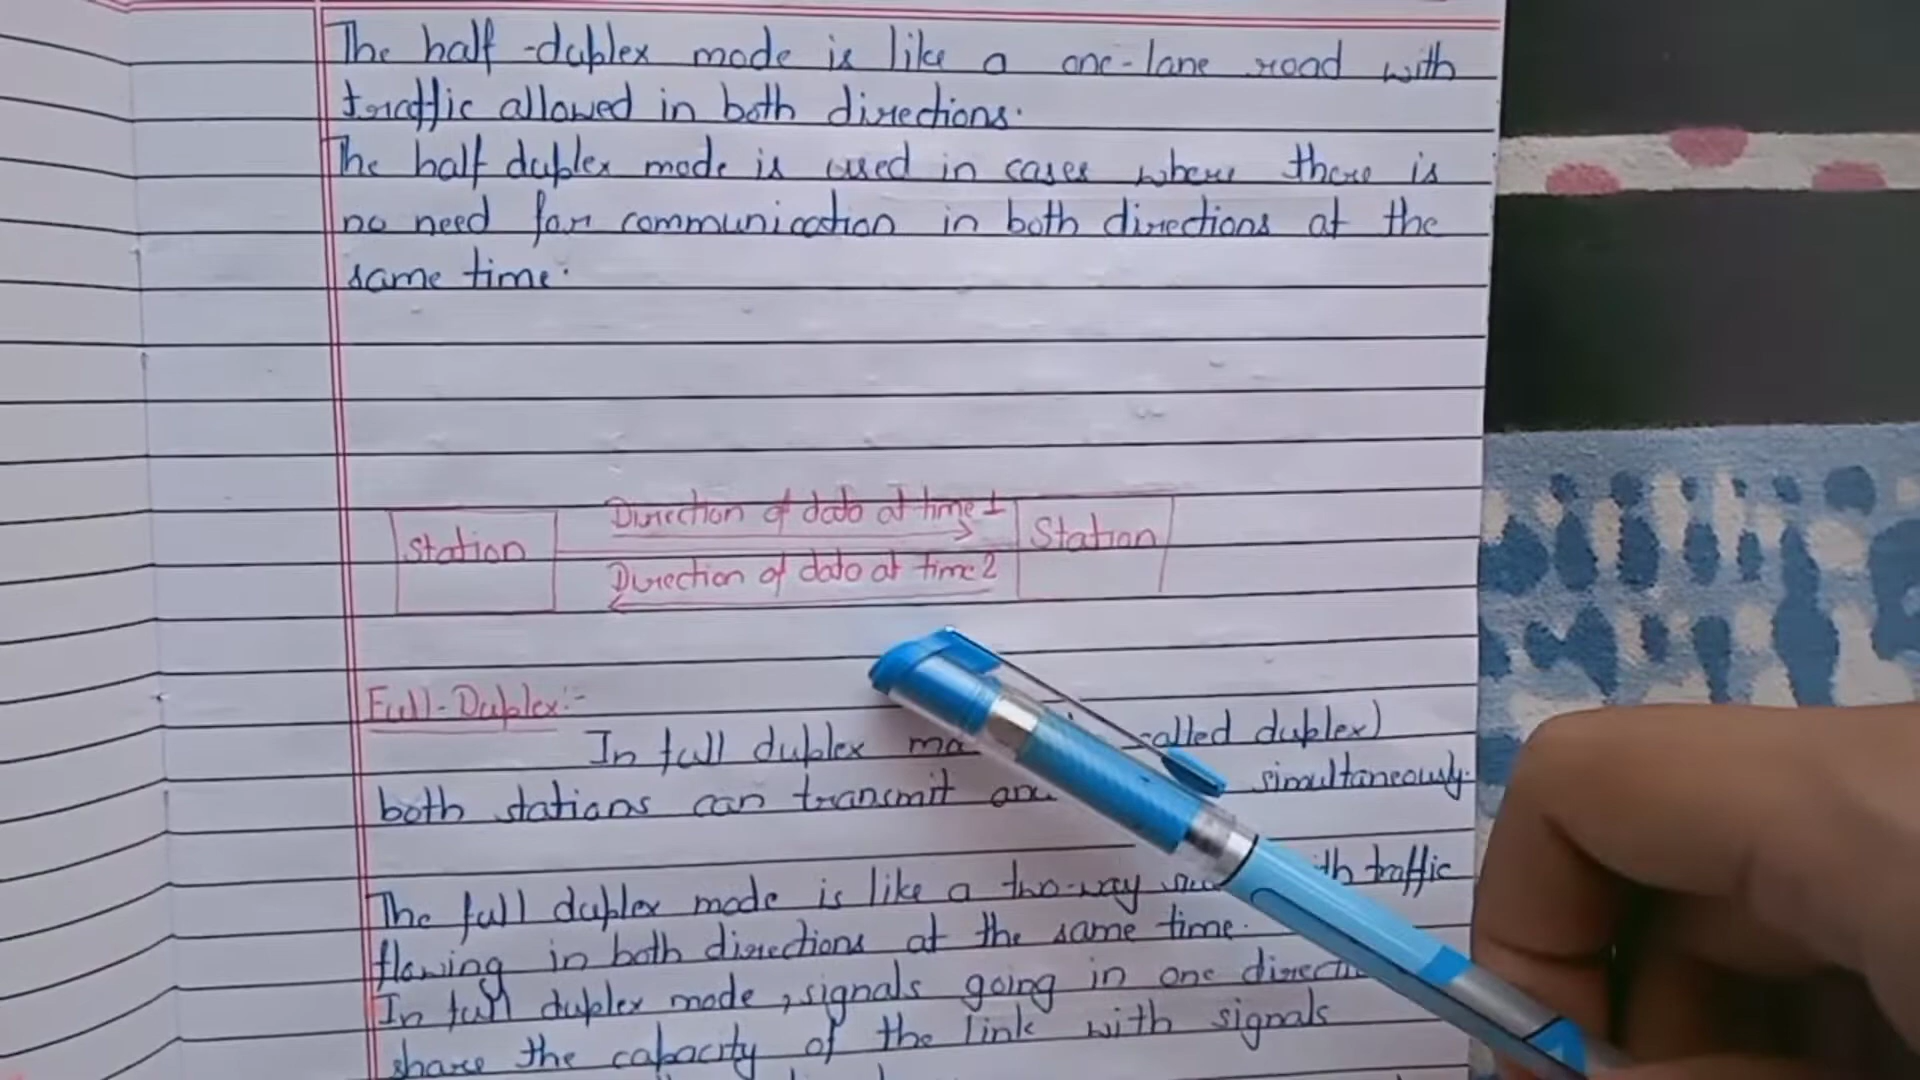 The half-duplex mode is like a one-lane road with
traffic allowed in both directions.
The half duplex mode is used in cases where there is
no need for communication in both directions at the
same time.
Station
Direction of data at time 1
Station
Direction of data at time 2
Full-Duplex:-
In full duplex called duplex)
both stations can transmit simultaneously.
The full duplex mode is like a two-way traffic
flowing in both directions at the same time.
In full duplex mode, signals going in one
share the capacity of the link with signals